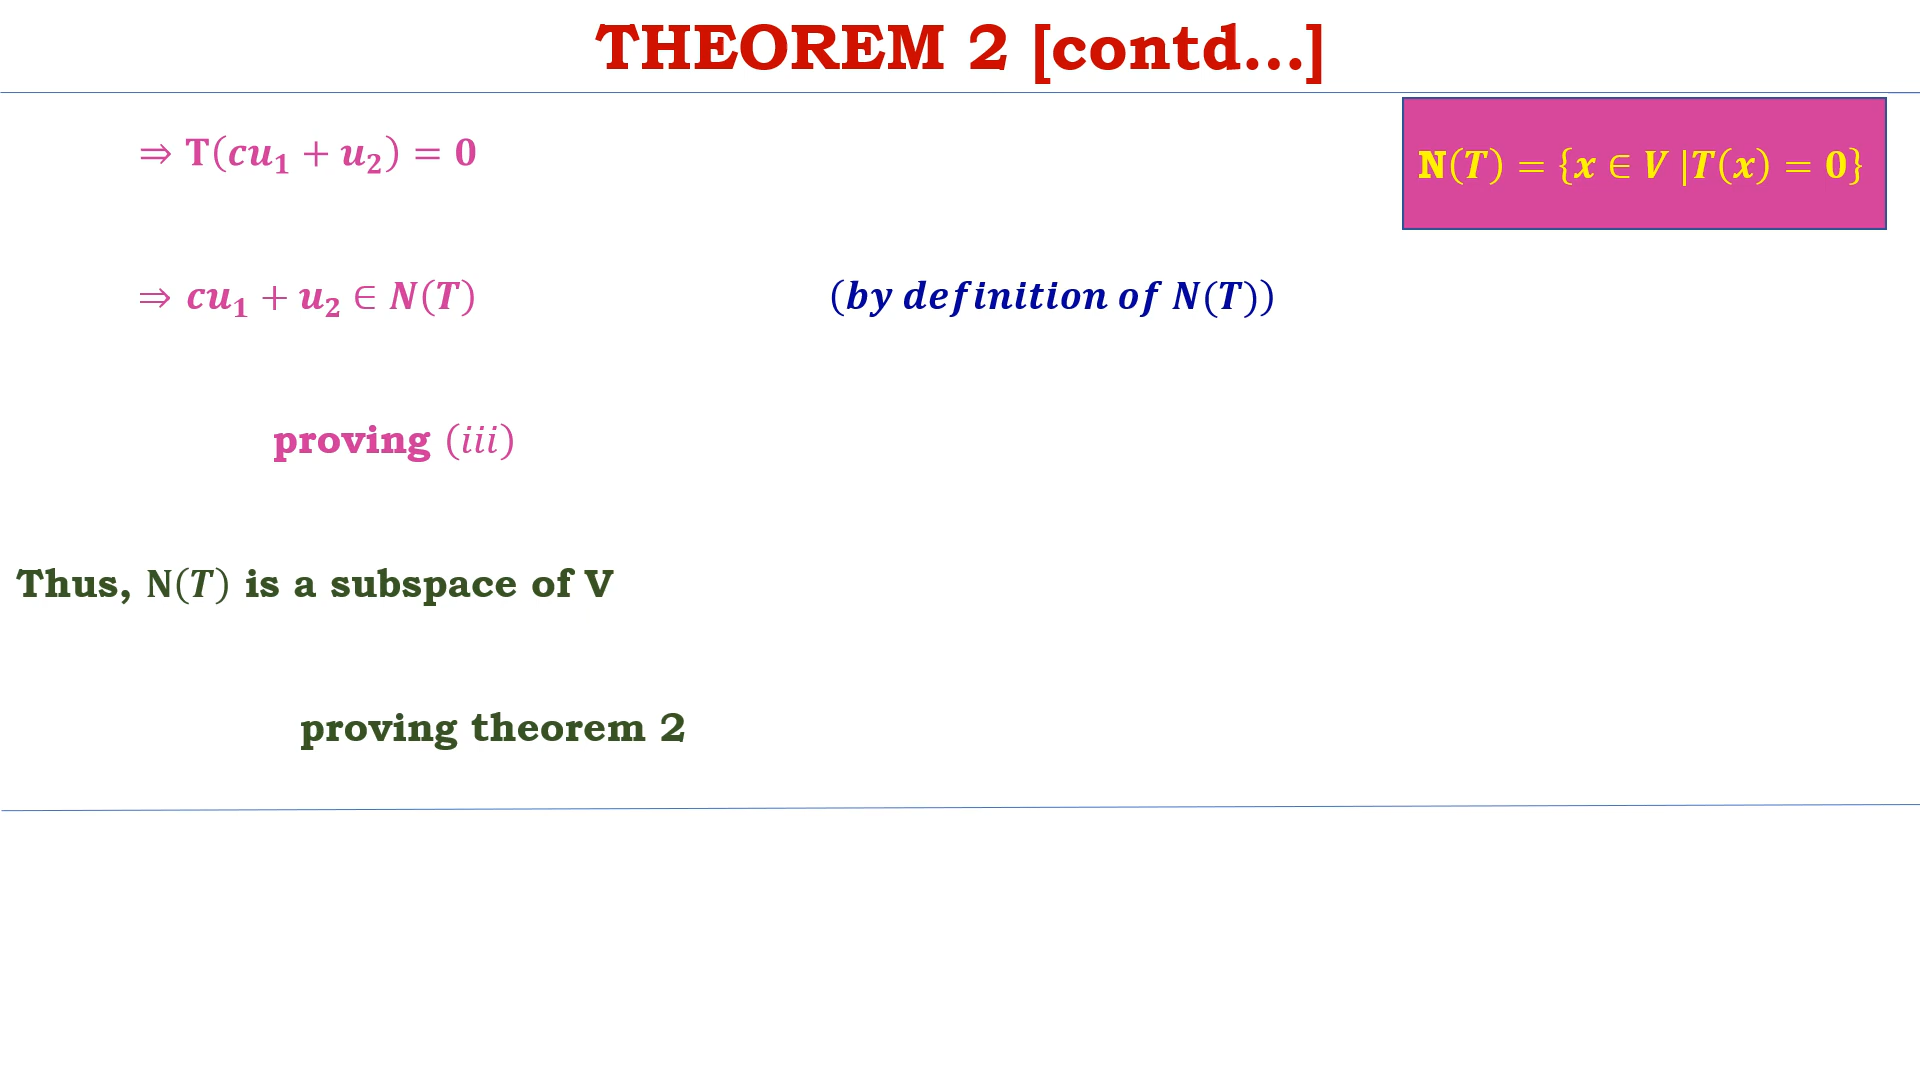 THEOREM 2 [contd...]
⇒ T(cu₁ + u₂) = 0
N(T) = {x ∈ V |T(x) = 0}
⇒ cu₁ + u₂ ∈ N(T) (by definition of N(T))
proving (iii)
Thus, N(T) is a subspace of V
proving theorem 2